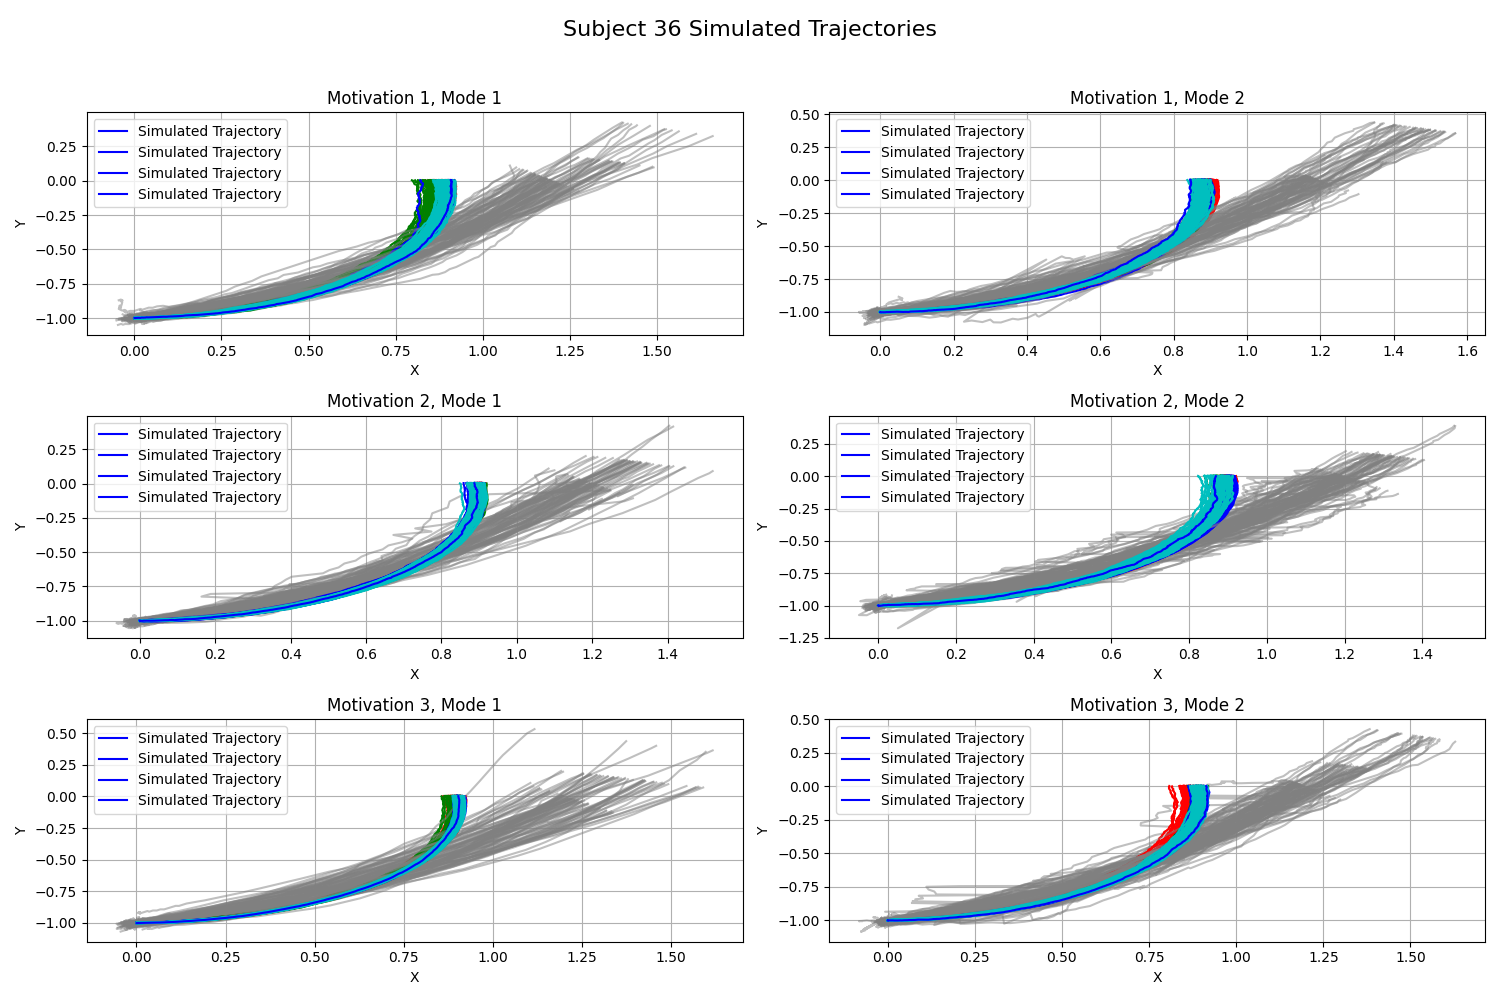 Subject 36 Simulated Trajectories
Motivation 1, Mode 1
Simulated Trajectory
Simulated Trajectory
Simulated Trajectory
Simulated Trajectory
Y
0.25
0.00
−0.25
−0.50
−0.75
−1.00
0.00 0.25 0.50 0.75 1.00 1.25 1.50
X
Motivation 1, Mode 2
Simulated Trajectory
Simulated Trajectory
Simulated Trajectory
Simulated Trajectory
Y
0.50
0.25
0.00
−0.25
−0.50
−0.75
−1.00
0.0 0.2 0.4 0.6 0.8 1.0 1.2 1.4 1.6
X
Motivation 2, Mode 1
Simulated Trajectory
Simulated Trajectory
Simulated Trajectory
Simulated Trajectory
Y
0.25
0.00
−0.25
−0.50
−0.75
−1.00
0.0 0.2 0.4 0.6 0.8 1.0 1.2 1.4
X
Motivation 2, Mode 2
Simulated Trajectory
Simulated Trajectory
Simulated Trajectory
Simulated Trajectory
Y
0.25
0.00
−0.25
−0.50
−0.75
−1.00
−1.25
0.0 0.2 0.4 0.6 0.8 1.0 1.2 1.4
X
Motivation 3, Mode 1
Simulated Trajectory
Simulated Trajectory
Simulated Trajectory
Simulated Trajectory
Y
0.50
0.25
0.00
−0.25
−0.50
−0.75
−1.00
0.00 0.25 0.50 0.75 1.00 1.25 1.50
X
Motivation 3, Mode 2
Simulated Trajectory
Simulated Trajectory
Simulated Trajectory
Simulated Trajectory
Y
0.50
0.25
0.00
−0.25
−0.50
−0.75
−1.00
0.00 0.25 0.50 0.75 1.00 1.25 1.50
X